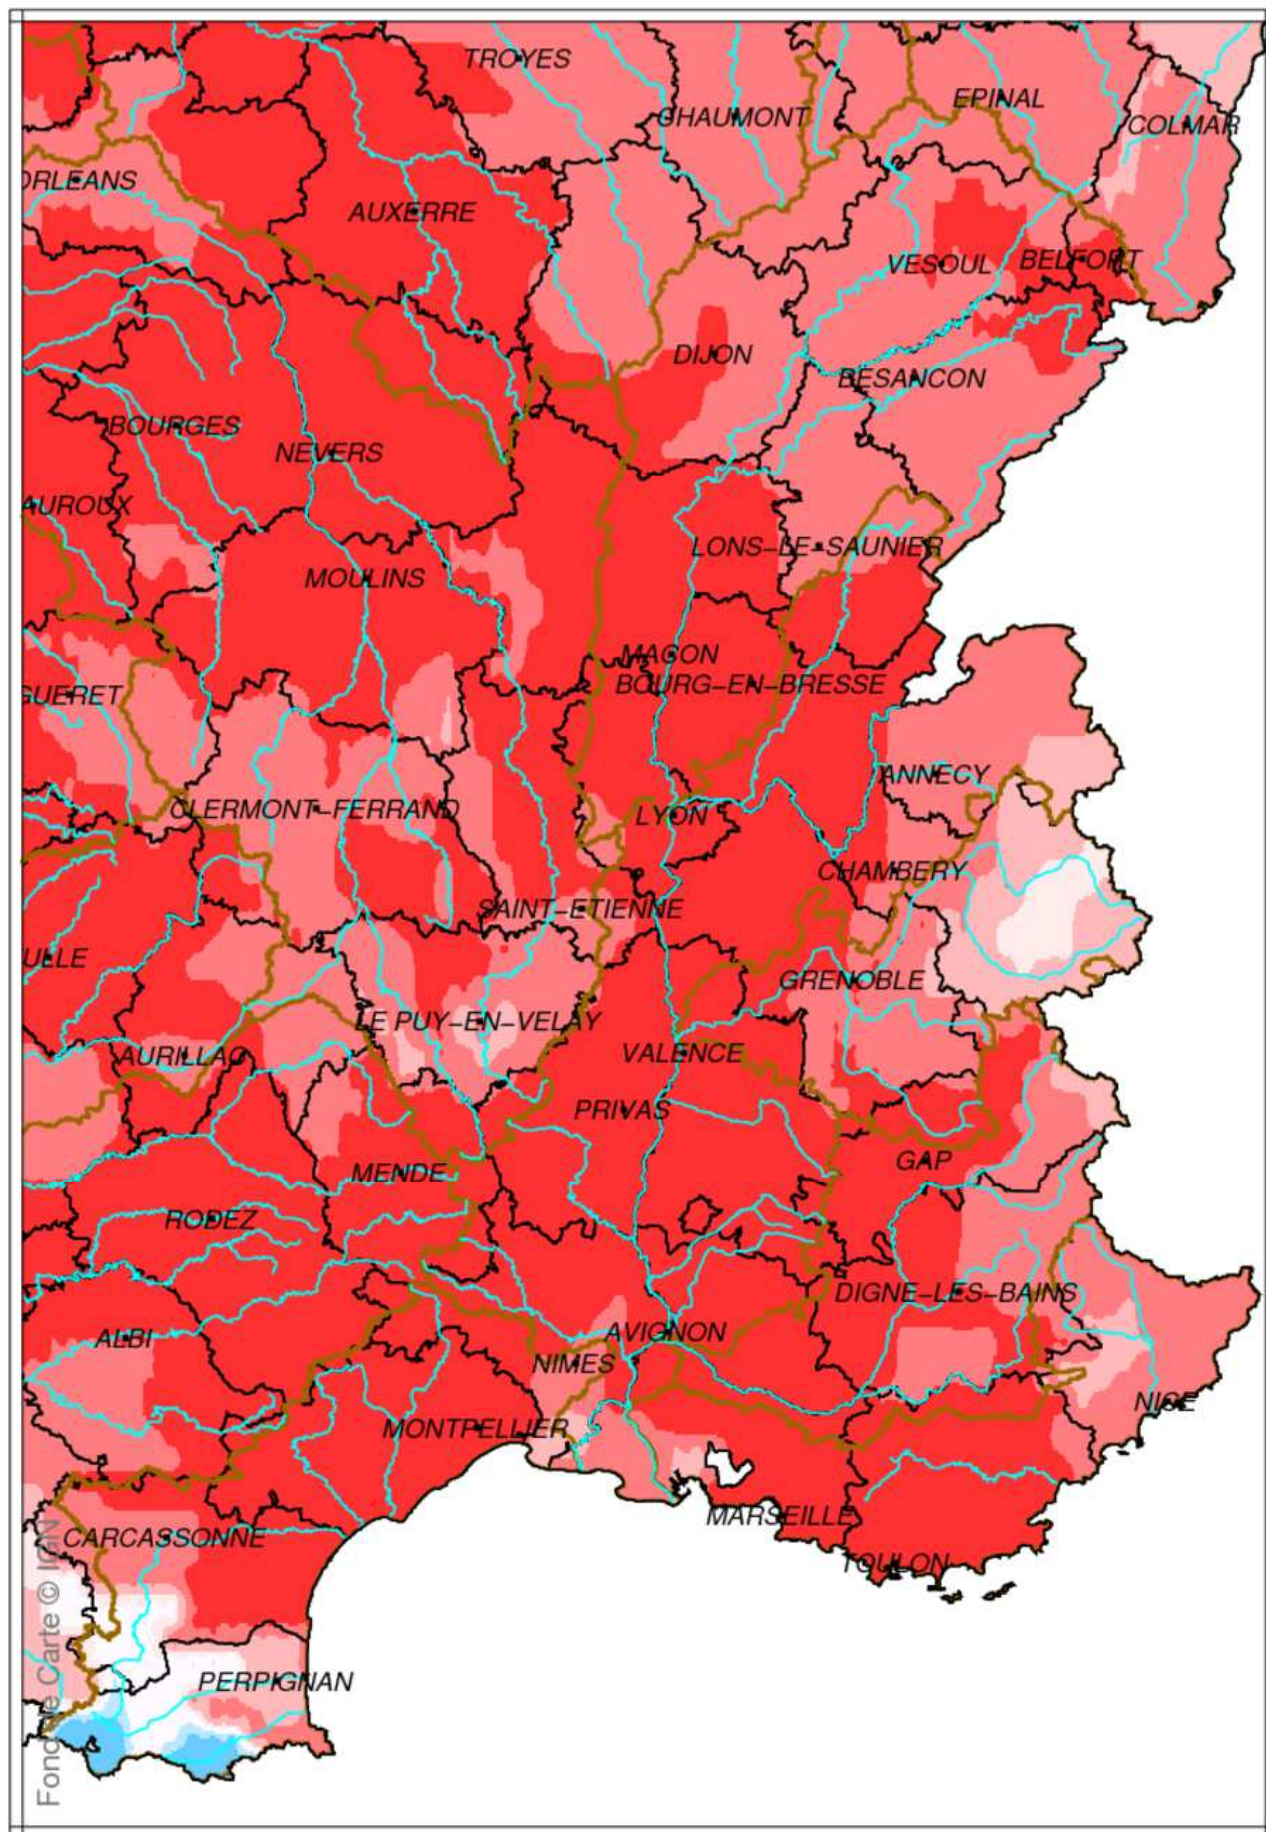 TROYES
EPINAL
CHAUMONT
COLMAR
ORLEANS
AUXERRE
VESOUL
BELFORT
DIJON
BESANCON
BOURGES
NEVERS
AUROUX
LONS-LE-SAUNIER
MOULINS
MACON
BOURG-EN-BRESSE
GUERET
ANNECY
CLERMONT-FERRAND
LYON
CHAMBERY
SAINT-ETIENNE
ULLE
GRENOBLE
LE PUY-EN-VELAY
AURILLAC
VALENCE
PRIVAS
GAP
MENDE
RODEZ
DIGNE-LES-BAINS
ALBI
AVIGNON
NIMES
NICE
MONTPELLIER
MARSEILLE
CARCASSONNE
TOULON
PERPIGNAN
Fond de Carte © IGN